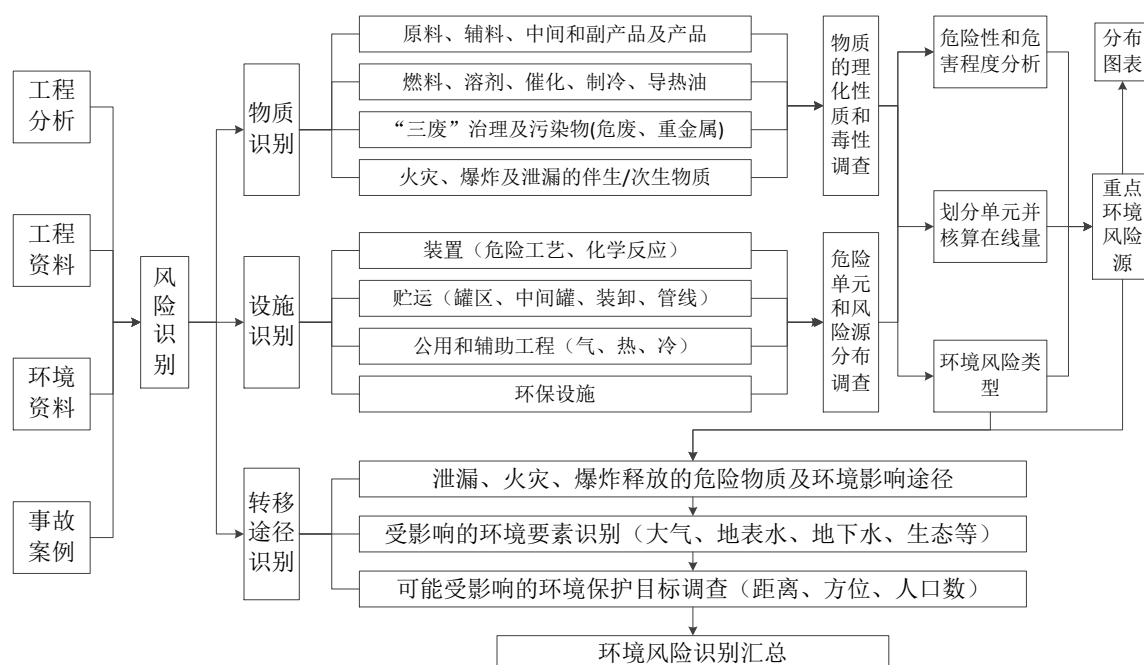 工程
分析
工程
资料
环境
资料
事故
案例
风
险
识
别
物质
识别
原料、辅料、中间和副产品及产品
燃料、溶剂、催化、制冷、导热油
“三废”治理及污染物(危废、重金属)
火灾、爆炸及泄漏的伴生/次生物质
设施
识别
装置（危险工艺、化学反应）
贮运（罐区、中间罐、装卸、管线）
公用和辅助工程（气、热、冷）
环保设施
转移
途径
识别
物质
的理
化性
质和
毒性
调查
危险
单元
和风
险源
分布
调查
危险性和危
害程度分析
划分单元并
核算在线量
环境风险类
型
分布
图表
重点
环境
风险
源
泄漏、火灾、爆炸释放的危险物质及环境影响途径
受影响的环境要素识别（大气、地表水、地下水、生态等）
可能受影响的环境保护目标调查（距离、方位、人口数）
环境风险识别汇总